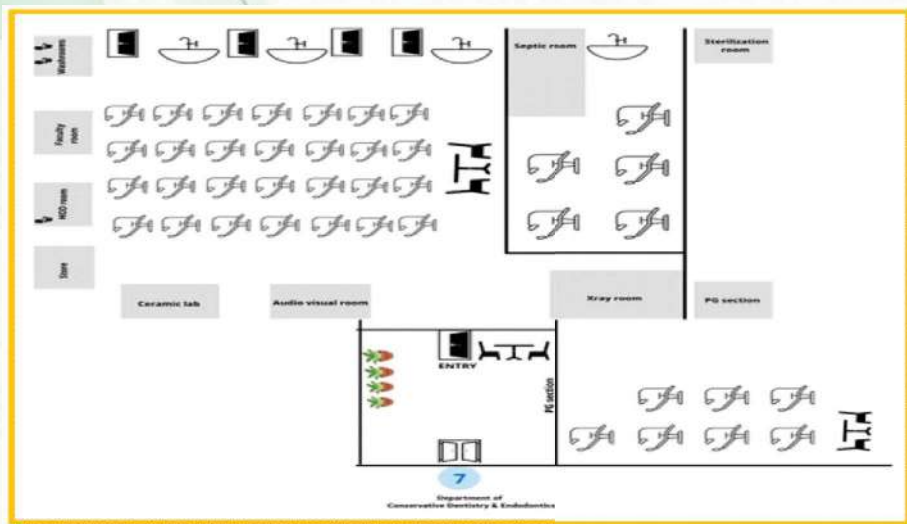 Washrooms
Septic room
Sterilization
room
Faculty
room
HOD room
Store
Ceramic lab
Audio visual room
Xray room
PG section
ENTRY
PG section
7
Department of
Conservative Dentistry & Endodontics